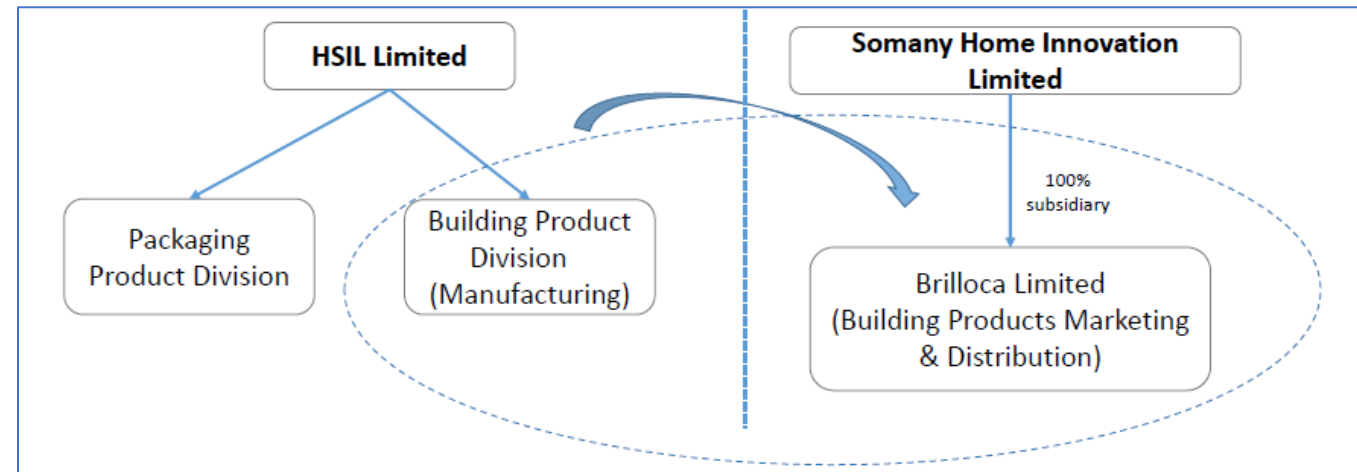 HSIL Limited
Somany Home Innovation
Limited
100%
subsidiary
Packaging
Product Division
Building Product
Division
(Manufacturing)
Brilloca Limited
(Building Products Marketing
& Distribution)